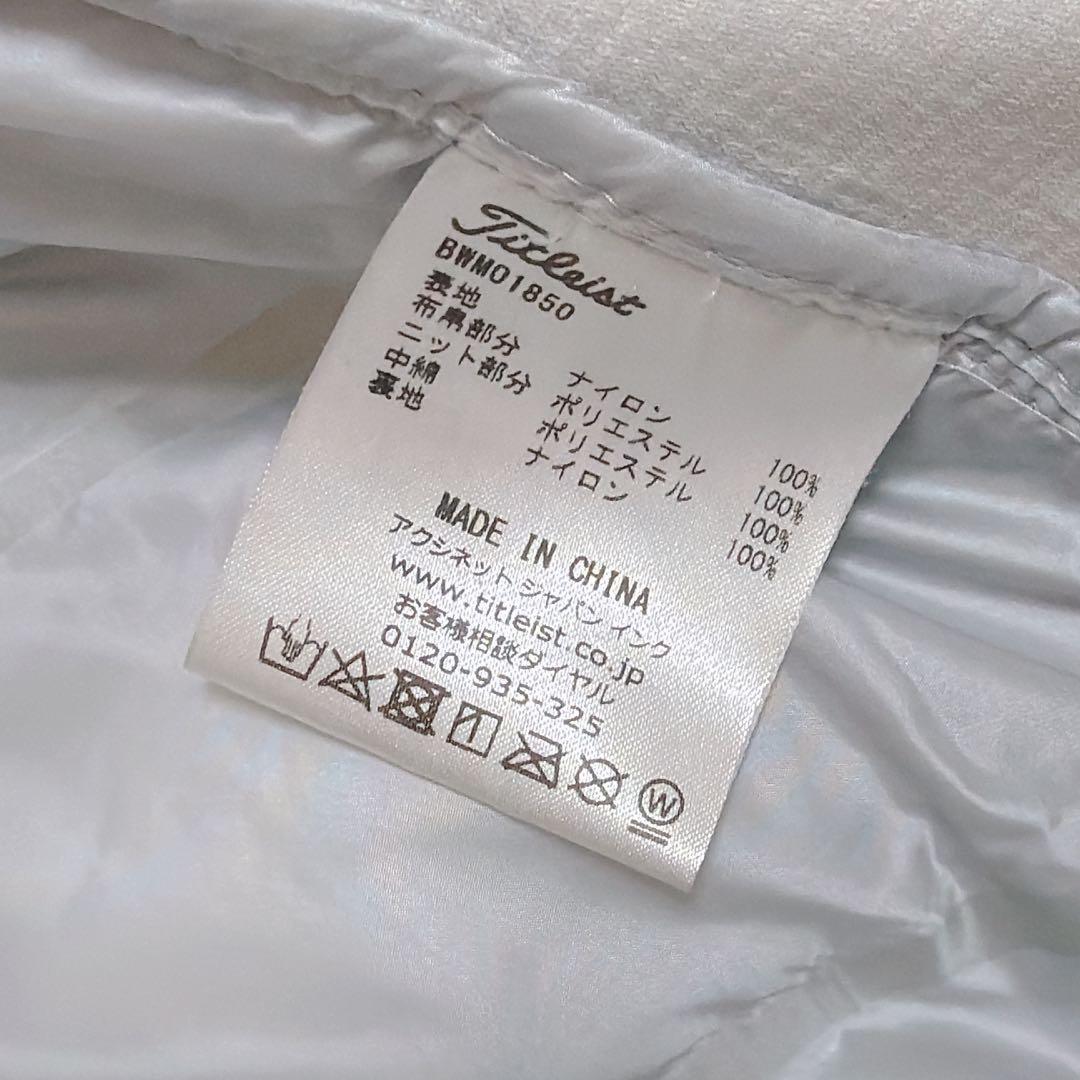 Titleist
BWMO1850
表地
布帛部分 ナイロン 100%
ニット部分 ポリエステル 100%
中綿 ポリエステル 100%
裏地 ナイロン 100%
MADE IN CHINA
アクシネットジャパンインク
www.titleist.co.jp
お客様相談ダイヤル
0120-935-325
W